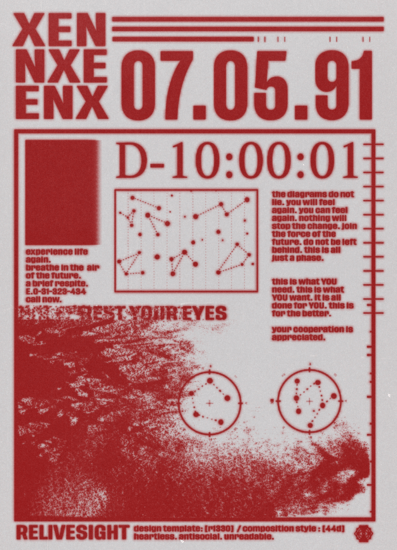 XEN
NXE
ENX
07.05.91
D-10:00:01
the diagrams do not
lie. you will feel
again. you can feel
again. nothing will
stop the change. join
the force of the
future. do not be left
behind. this is all
just a phase.
experience life
again.
breathe in the air
of the future.
a brief respite.
call now.
this is what YOU
need. this is what
YOU want. it is all
done for YOU. this is
for the better.
your cooperation is
appreciated.
REST YOUR EYES
RELIVESIGHT
design template: [r1330] / composition style : [44d]
heartless. antisocial. unreadable.